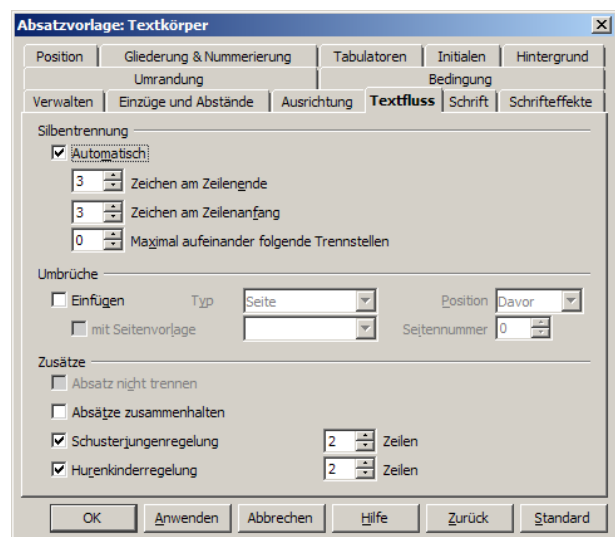 Absatzvorlage: Textkörper
Position Gliederung & Nummerierung Tabulatoren Initialen Hintergrund
Umrandung Bedingung
Verwalten Einzüge und Abstände Ausrichtung Textfluss Schrift Schrifteffekte
Silbentrennung
Automatisch
3 Zeichen am Zeilenende
3 Zeichen am Zeilenanfang
0 Maximal aufeinander folgende Trennstellen
Umbrüche
Einfügen Typ Seite Position Davor
mit Seitenvorlage Seitennummer 0
Zusätze
Absatz nicht trennen
Absätze zusammenhalten
Schusterjungenregelung 2 Zeilen
Hurenkinderregelung 2 Zeilen
OK Anwenden Abbrechen Hilfe Zurück Standard